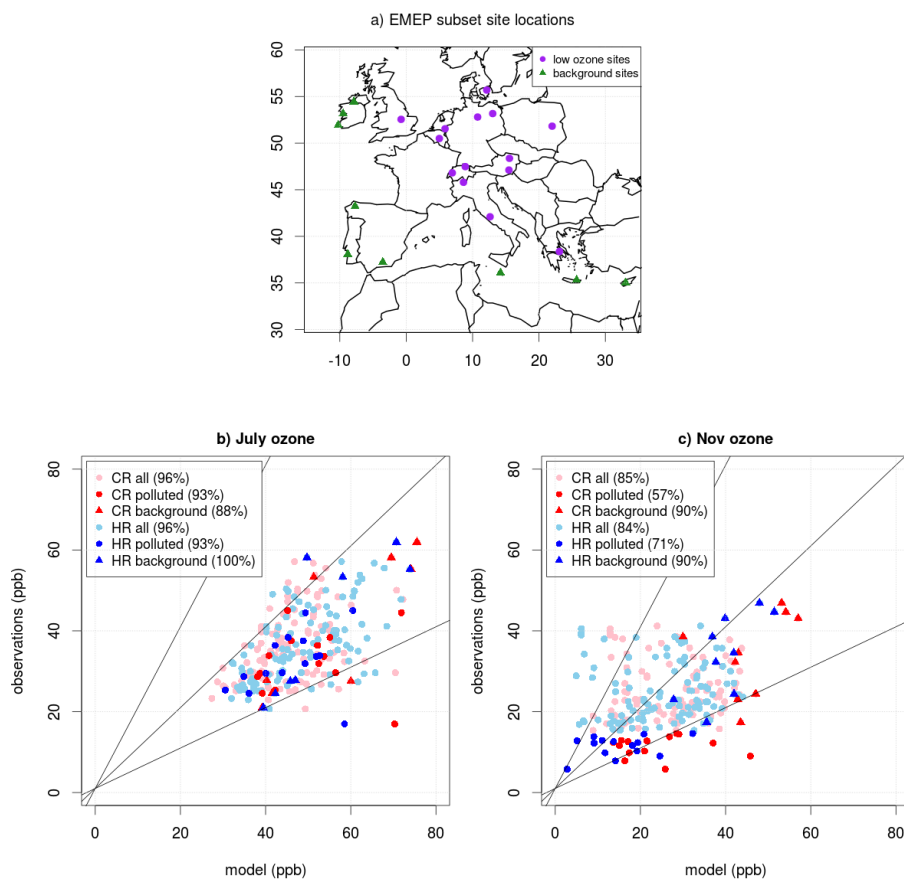 a) EMEP subset site locations
low ozone sites
background sites
60
55
50
45
40
35
30
-10 0 10 20 30
b) July ozone
CR all (96%)
CR polluted (93%)
CR background (88%)
HR all (96%)
HR polluted (93%)
HR background (100%)
observations (ppb)
80
60
40
20
0
0 20 40 60 80
model (ppb)
c) Nov ozone
CR all (85%)
CR polluted (57%)
CR background (90%)
HR all (84%)
HR polluted (71%)
HR background (90%)
observations (ppb)
80
60
40
20
0
0 20 40 60 80
model (ppb)